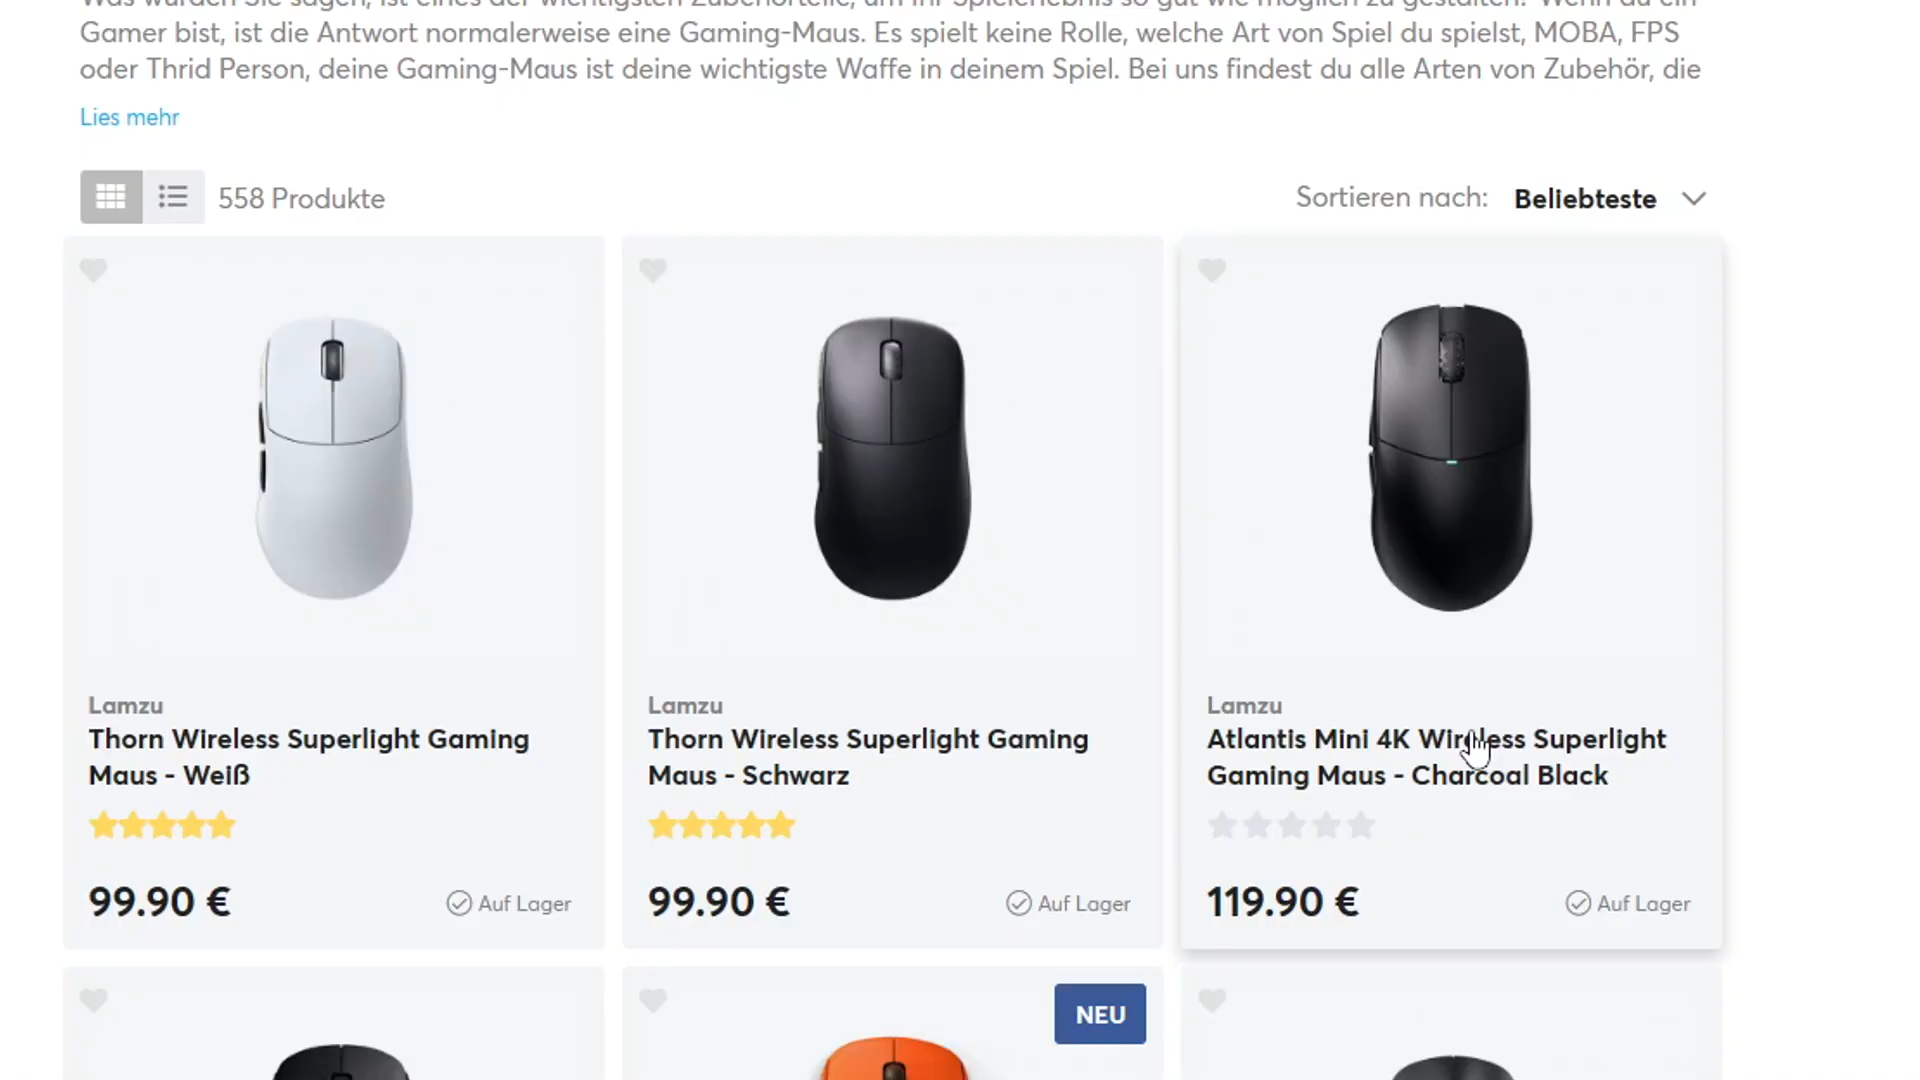 Was würden Sie sagen, ist eines der wichtigsten Zubehörteile, um Ihr Spielerlebnis so gut wie möglich zu gestalten? Wenn du ein
Gamer bist, ist die Antwort normalerweise eine Gaming-Maus. Es spielt keine Rolle, welche Art von Spiel du spielst, MOBA, FPS
oder Thrid Person, deine Gaming-Maus ist deine wichtigste Waffe in deinem Spiel. Bei uns findest du alle Arten von Zubehör, die
Lies mehr
558 Produkte
Sortieren nach: Beliebteste
Lamzu
Thorn Wireless Superlight Gaming
Maus - Weiß
99.90 €
Auf Lager
Lamzu
Thorn Wireless Superlight Gaming
Maus - Schwarz
99.90 €
Auf Lager
Lamzu
Atlantis Mini 4K Wireless Superlight
Gaming Maus - Charcoal Black
119.90 €
Auf Lager
NEU